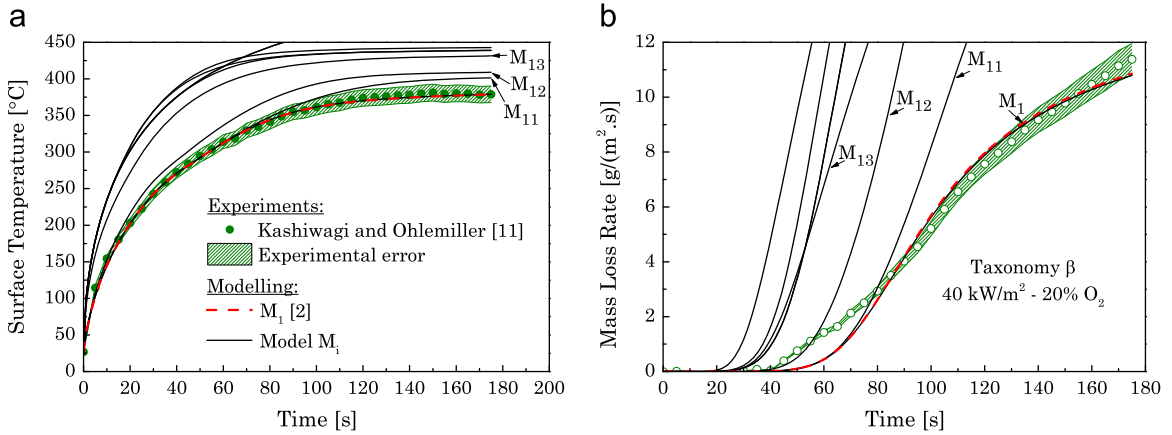 a
Surface Temperature [°C]
450
400
350
300
250
200
150
100
50
0
0 20 40 60 80 100 120 140 160 180 200
Time [s]
M13
M12
M11
Experiments:
Kashiwagi and Ohlemiller [11]
Experimental error
Modelling:
M1 [2]
Model Mi
b
Mass Loss Rate [g/(m².s)]
12
10
8
6
4
2
0
0 20 40 60 80 100 120 140 160 180
Time [s]
M11
M12
M1
M13
Taxonomy β
40 kW/m² - 20% O2